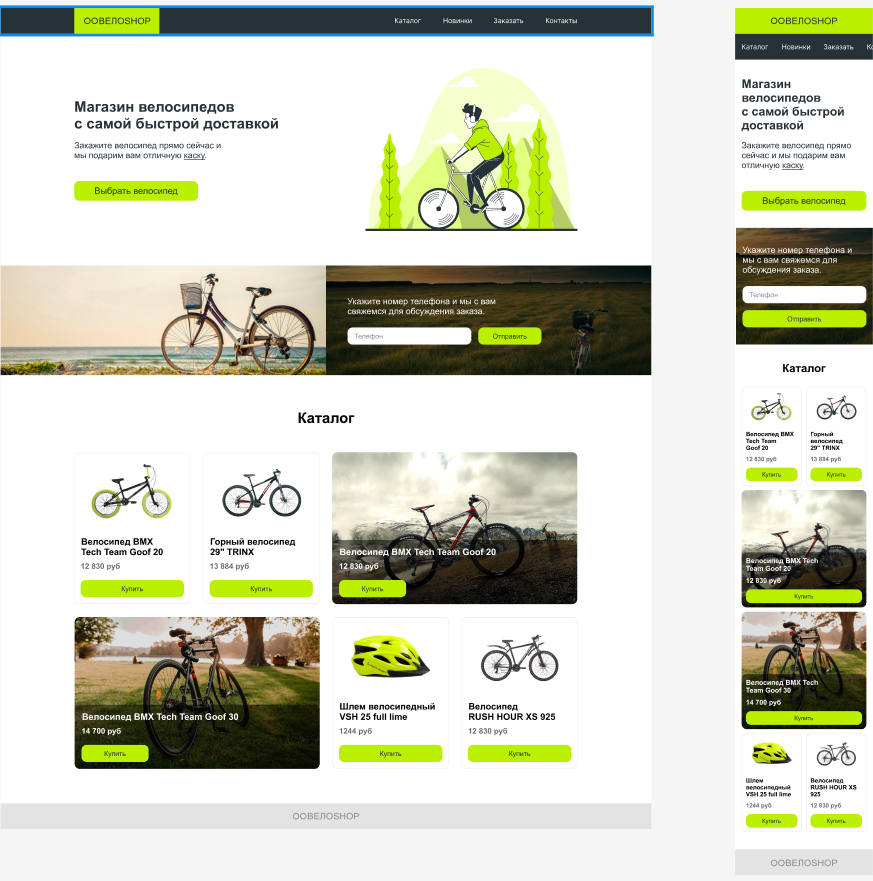 ООВЕЛОSHOP
Каталог Новинки Заказать Контакты
Магазин велосипедов
с самой быстрой доставкой
Закажите велосипед прямо сейчас и
мы подарим вам отличную каску.
Выбрать велосипед
Укажите номер телефона и мы с вам
свяжемся для обсуждения заказа.
Телефон
Отправить
Каталог
Велосипед BMX
Tech Team Goof 20
12 830 руб
Купить
Горный велосипед
29" TRINX
13 884 руб
Купить
Велосипед BMX Tech Team Goof 20
12 830 руб
Купить
Велосипед BMX Tech Team Goof 30
14 700 руб
Купить
Шлем велосипедный
VSH 25 full lime
1244 руб
Купить
Велосипед
RUSH HOUR XS 925
12 830 руб
Купить
ООВЕЛОSHOP
ООВЕЛОSHOP
Каталог Новинки Заказать
Магазин
велосипедов
с самой быстрой
доставкой
Закажите велосипед прямо
сейчас и мы подарим вам
отличную каску.
Выбрать велосипед
Укажите номер телефона и
мы с вам свяжемся для
обсуждения заказа.
Телефон
Отправить
Каталог
Велосипед BMX
Tech Team
Goof 20
12 830 руб
Купить
Горный
велосипед
29" TRINX
13 884 руб
Купить
Велосипед BMX Tech
Team Goof 20
12 830 руб
Купить
Велосипед BMX Tech
Team Goof 30
14 700 руб
Купить
Шлем
велосипедный
VSH 25 full lime
1244 руб
Купить
Велосипед
RUSH HOUR XS
925
12 830 руб
Купить
ООВЕЛОSHOP